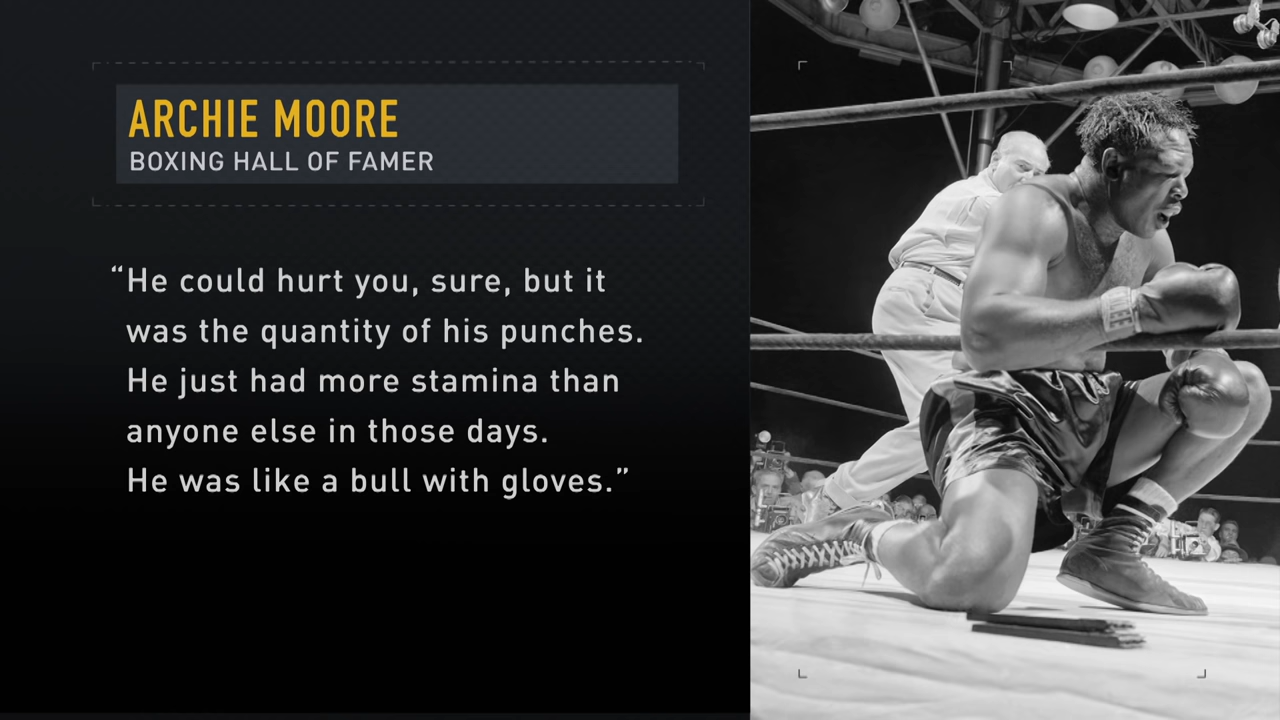 ARCHIE MOORE
BOXING HALL OF FAMER
“He could hurt you, sure, but it
was the quantity of his punches.
He just had more stamina than
anyone else in those days.
He was like a bull with gloves.”